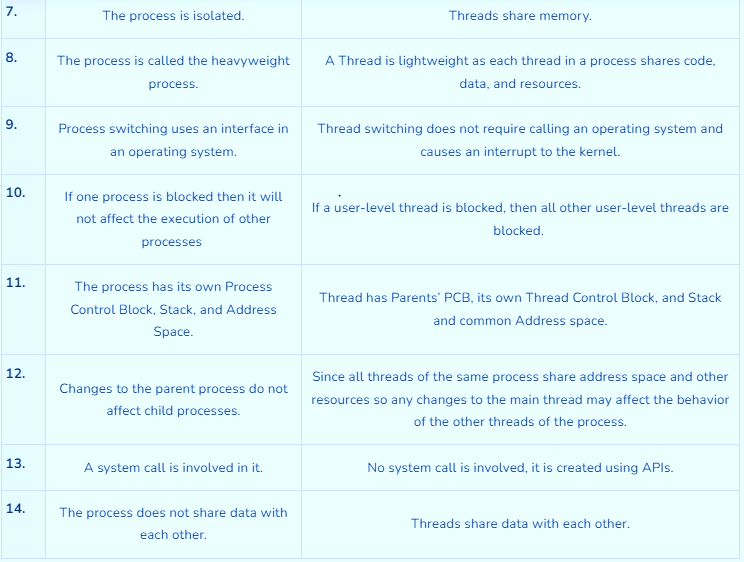 7.
The process is isolated.
Threads share memory.
8.
The process is called the heavyweight
process.
A Thread is lightweight as each thread in a process shares code,
data, and resources.
9.
Process switching uses an interface in
an operating system.
Thread switching does not require calling an operating system and
causes an interrupt to the kernel.
10.
If one process is blocked then it will
not affect the execution of other
processes
If a user-level thread is blocked, then all other user-level threads are
blocked.
11.
The process has its own Process
Control Block, Stack, and Address
Space.
Thread has Parents’ PCB, its own Thread Control Block, and Stack
and common Address space.
12.
Changes to the parent process do not
affect child processes.
Since all threads of the same process share address space and other
resources so any changes to the main thread may affect the behavior
of the other threads of the process.
13.
A system call is involved in it.
No system call is involved, it is created using APIs.
14.
The process does not share data with
each other.
Threads share data with each other.